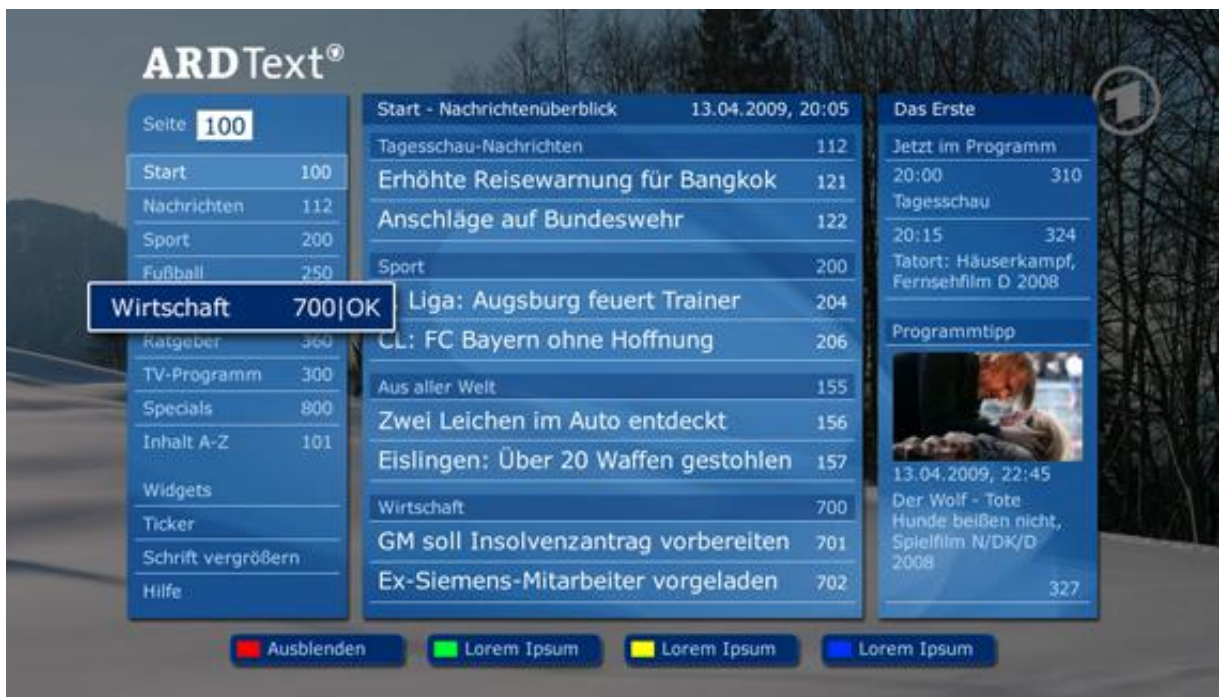 ARDText
Seite 100
Start 100
Nachrichten 112
Sport 200
Fußball 250
Wirtschaft 700|OK
Ratgeber 360
TV-Programm 300
Specials 800
Inhalt A-Z 101
Widgets
Ticker
Schrift vergrößern
Hilfe
Start - Nachrichtenüberblick 13.04.2009, 20:05
Tagesschau-Nachrichten 112
Erhöhte Reisewarnung für Bangkok 121
Anschläge auf Bundeswehr 122
Sport 200
Liga: Augsburg feuert Trainer 204
CL: FC Bayern ohne Hoffnung 206
Aus aller Welt 155
Zwei Leichen im Auto entdeckt 156
Eislingen: Über 20 Waffen gestohlen 157
Wirtschaft 700
GM soll Insolvenzantrag vorbereiten 701
Ex-Siemens-Mitarbeiter vorgeladen 702
Das Erste
1
Jetzt im Programm
20:00 310
Tagesschau
20:15 324
Tatort: Häuserkampf,
Fernsehfilm D 2008
Programmtipp
13.04.2009, 22:45
Der Wolf - Tote
Hunde beißen nicht,
Spielfilm N/DK/D
2008
327
Ausblenden
Lorem Ipsum
Lorem Ipsum
Lorem Ipsum